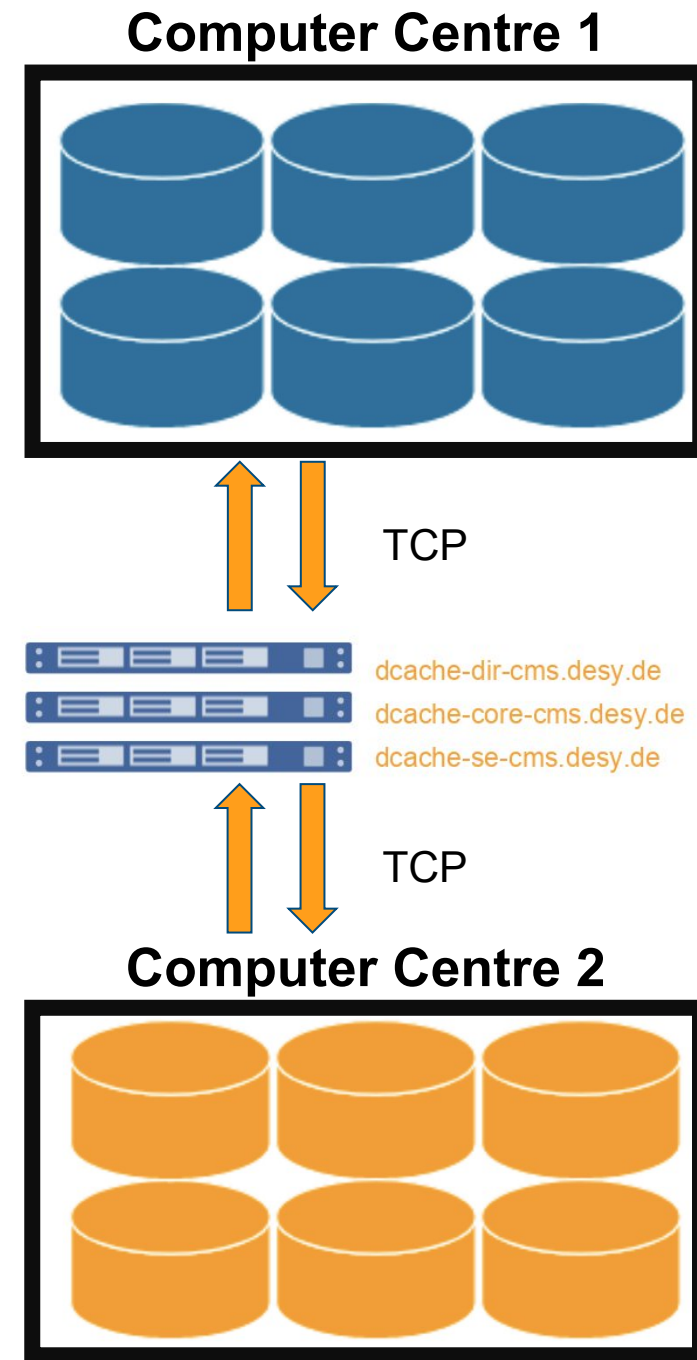 Computer Centre 1
TCP
dcache-dir-cms.desy.de
dcache-core-cms.desy.de
dcache-se-cms.desy.de
TCP
Computer Centre 2